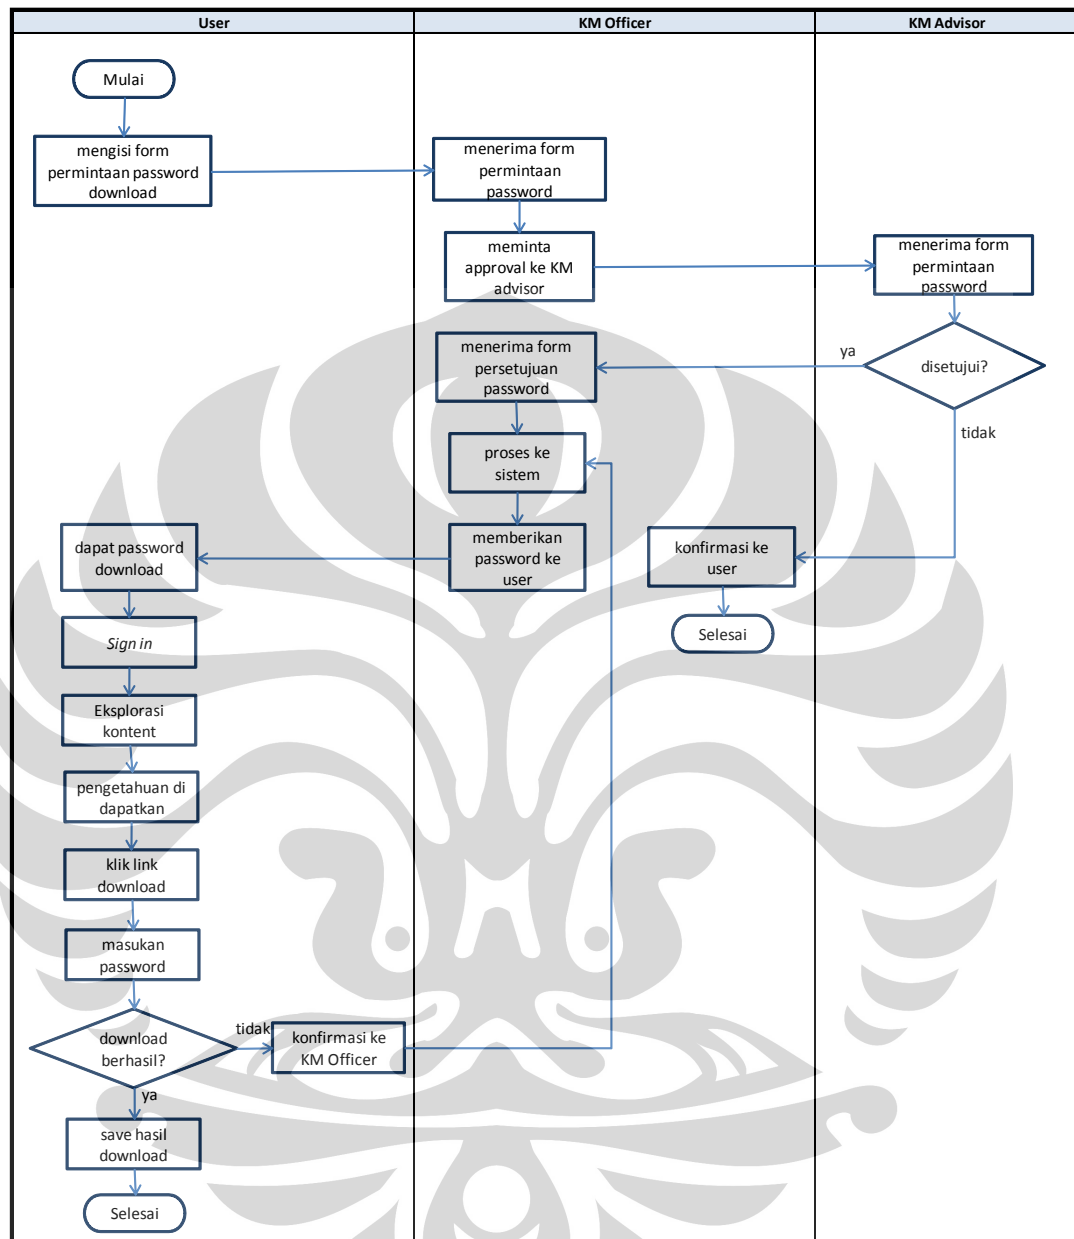 User
KM Officer
KM Advisor
Mulai
mengisi form
permintaan password
download
menerima form
permintaan
password
meminta
approval ke KM
advisor
menerima form
permintaan
password
disetujui?
ya
tidak
menerima form
persetujuan
password
proses ke
sistem
memberikan
password ke
user
konfirmasi ke
user
Selesai
dapat password
download
Sign in
Eksplorasi
kontent
pengetahuan di
dapatkan
klik link
download
masukan
password
download
berhasil?
tidak
konfirmasi ke
KM Officer
ya
save hasil
download
Selesai